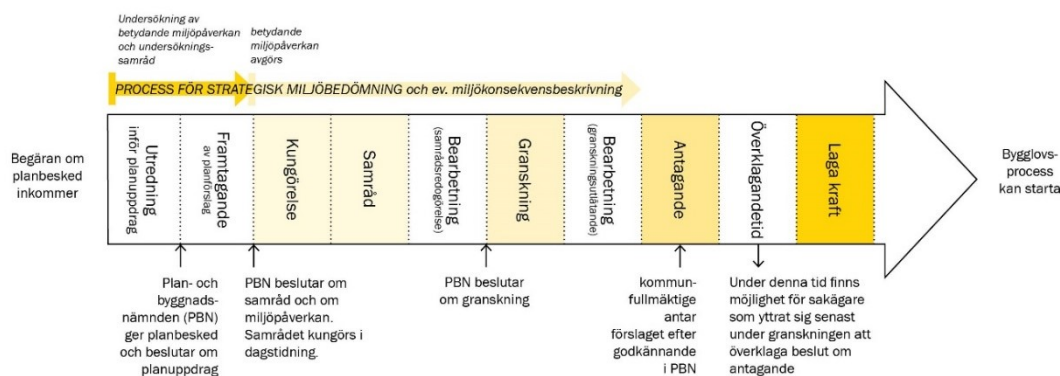 Undersökning av
betydande miljöpåverkan
och undersöknings-
samråd
betydande
miljöpåverkan
avgörs
PROCESS FÖR STRATEGISK MILJÖBEDÖMNING och ev. miljökonsekvensbeskrivning
Begäran om
planbesked
inkommer
Utredning
inför planuppdrag
Framtagande
av planförslag
Kungörelse
Samråd
Bearbetning
(samrådsredogörelse)
Granskning
Bearbetning
(granskningsutlåtande)
Antagande
Överklagandetid
Laga kraft
Bygglovs-
process
kan starta
Plan- och
byggnads-
nämnden (PBN)
ger planbesked
och beslutar om
planuppdrag
PBN beslutar om
samråd och om
miljöpåverkan.
Samrådet kungörs i
dagstidning.
PBN beslutar
om granskning
kommun-
fullmäktige
antar
förslaget efter
godkännande
i PBN
Under denna tid finns
möjlighet för sakägare
som yttrat sig senast
under granskningen att
överklaga beslut om
antagande